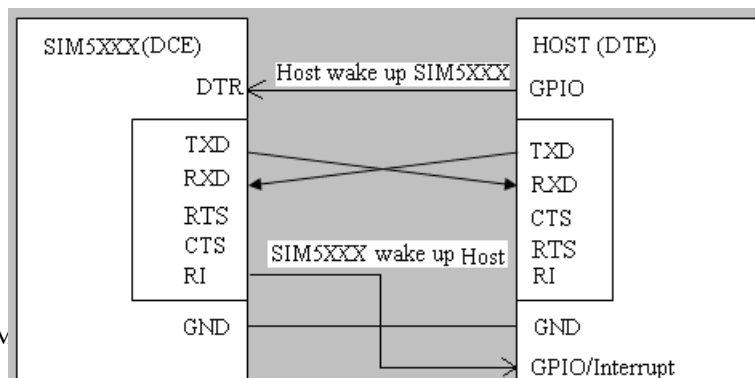 SIM5XXX(DCE)
HOST (DTE)
Host wake up SIM5XXX
DTR
GPIO
TXD
TXD
RXD
RXD
RTS
CTS
CTS
RTS
SIM5XXX wake up Host
RI
RI
GND
GND
M
GPIO/Interrupt